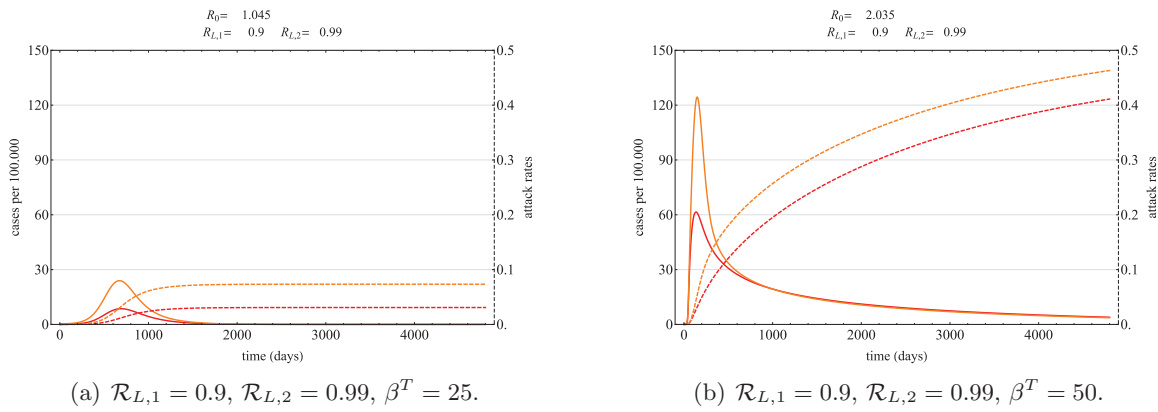 R0= 1.045
RL,1= 0.9 RL,2= 0.99
150
120
90
60
30
0
0.5
0.4
0.3
0.2
0.1
0.
cases per 100.000
attack rates
0 1000 2000 3000 4000
time (days)
(a) ℛL,1 = 0.9, ℛL,2 = 0.99, β^T = 25.
R0= 2.035
RL,1= 0.9 RL,2= 0.99
150
120
90
60
30
0
0.5
0.4
0.3
0.2
0.1
0.
cases per 100.000
attack rates
0 1000 2000 3000 4000
time (days)
(b) ℛL,1 = 0.9, ℛL,2 = 0.99, β^T = 50.